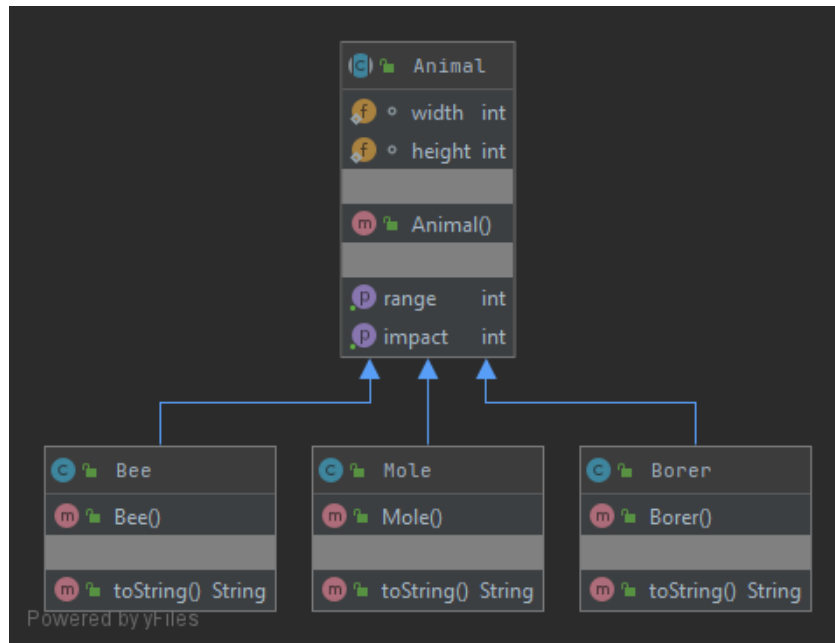 Animal
width int
height int
Animal()
range int
impact int
Bee
Bee()
toString() String
Mole
Mole()
toString() String
Borer
Borer()
toString() String
Powered by yFiles